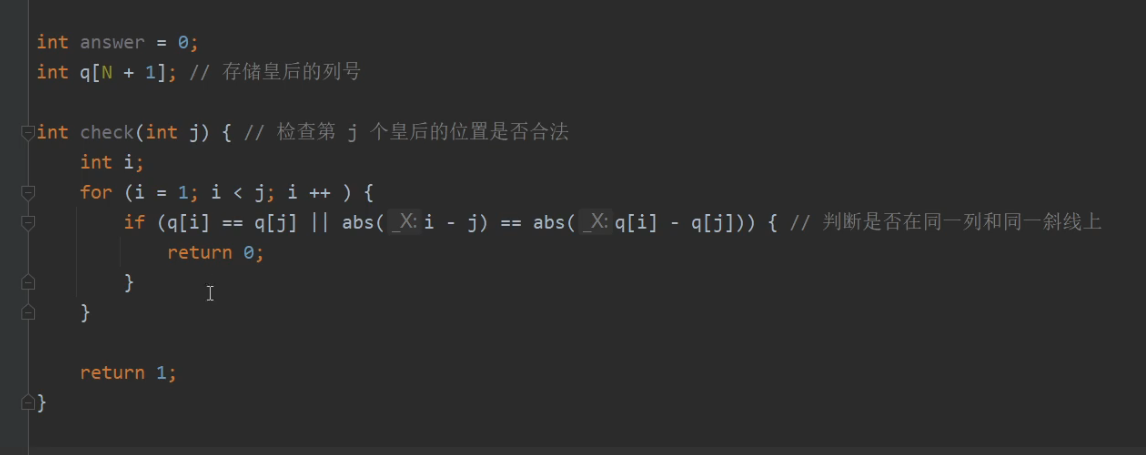 int answer = 0;
int q[N + 1]; // 存储皇后的列号
int check(int j) { // 检查第 j 个皇后的位置是否合法
int i;
for (i = 1; i < j; i ++ ) {
if (q[i] == q[j] || abs( _X: i - j) == abs( _X: q[i] - q[j])) { // 判断是否在同一列和同一斜线上
return 0;
}
}
return 1;
}